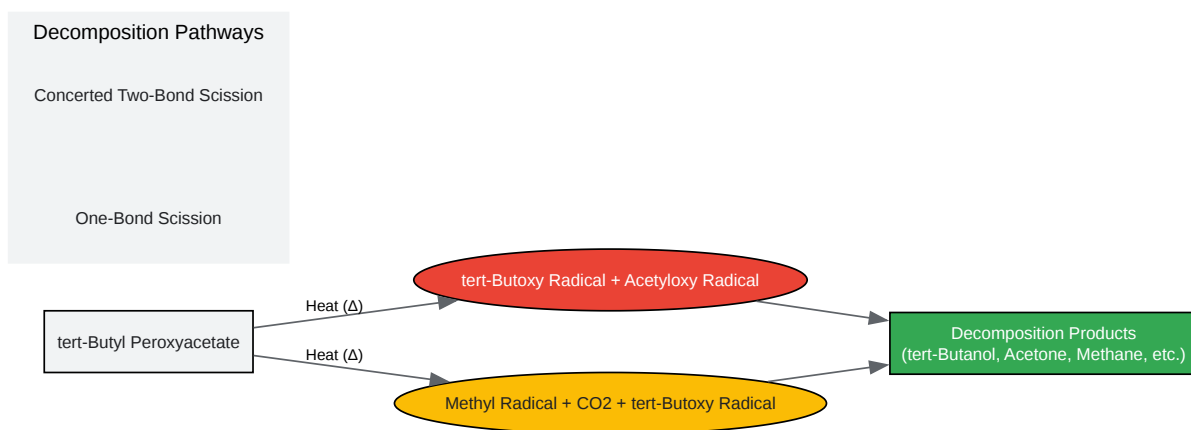 Decomposition Pathways
Concerted Two-Bond Scission
One-Bond Scission
tert-Butyl Peroxyacetate
Heat (Δ)
Heat (Δ)
tert-Butoxy Radical + Acetyloxy Radical
Methyl Radical + CO2 + tert-Butoxy Radical
Decomposition Products
(tert-Butanol, Acetone, Methane, etc.)